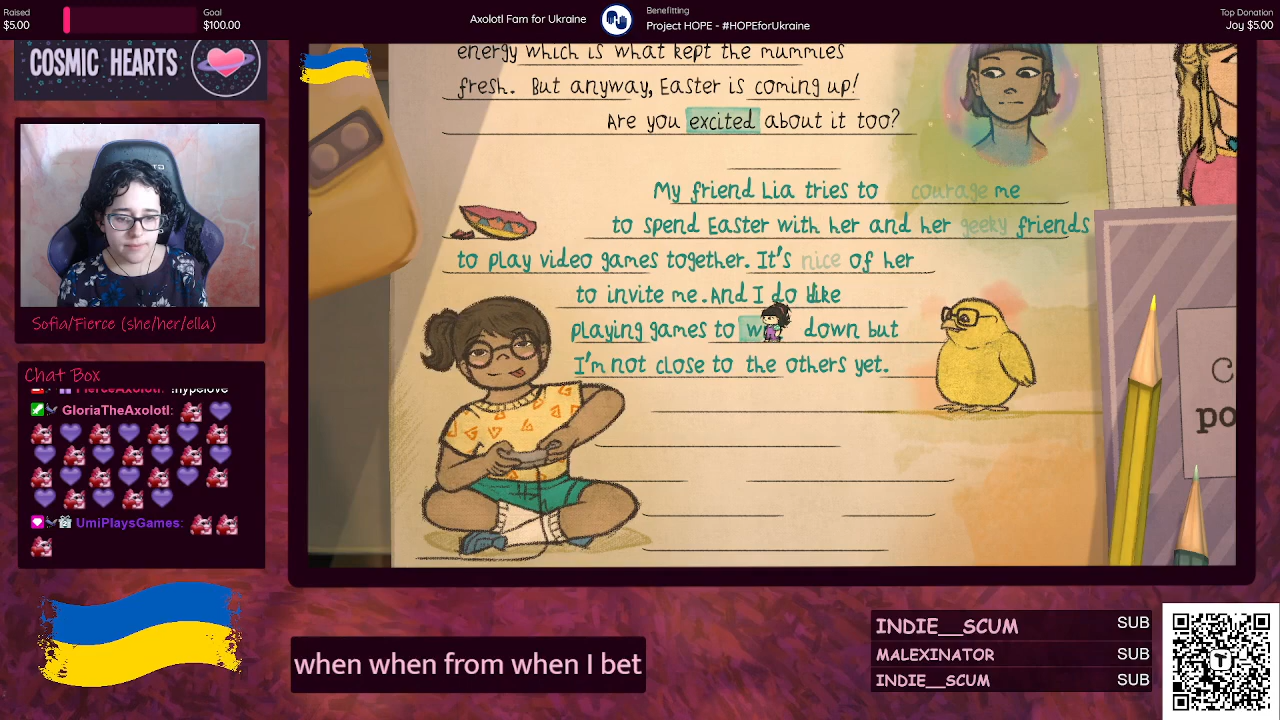 Raised
$5.00
Goal
$100.00
Axolotl Fam for Ukraine
Benefitting
Project HOPE - #HOPEforUkraine
Top Donation
Joy $5.00
COSMIC HEARTS
Sofia/Fierce (she/her/ella)
Chat Box
FierceAxolotl: !hypelove
GloriaTheAxolotl:
UmiPlaysGames:
energy which is what kept the mummies
fresh. But anyway, Easter is coming up!
Are you excited about it too?
My friend Lia tries to courage me
to spend Easter with her and her geeky friends
to play video games together. It's nice of her
to invite me. And I do like
playing games to w down but
I'm not close to the others yet.
C
po
when when from when I bet
INDIE__SCUM SUB
MALEXINATOR SUB
INDIE__SCUM SUB
T